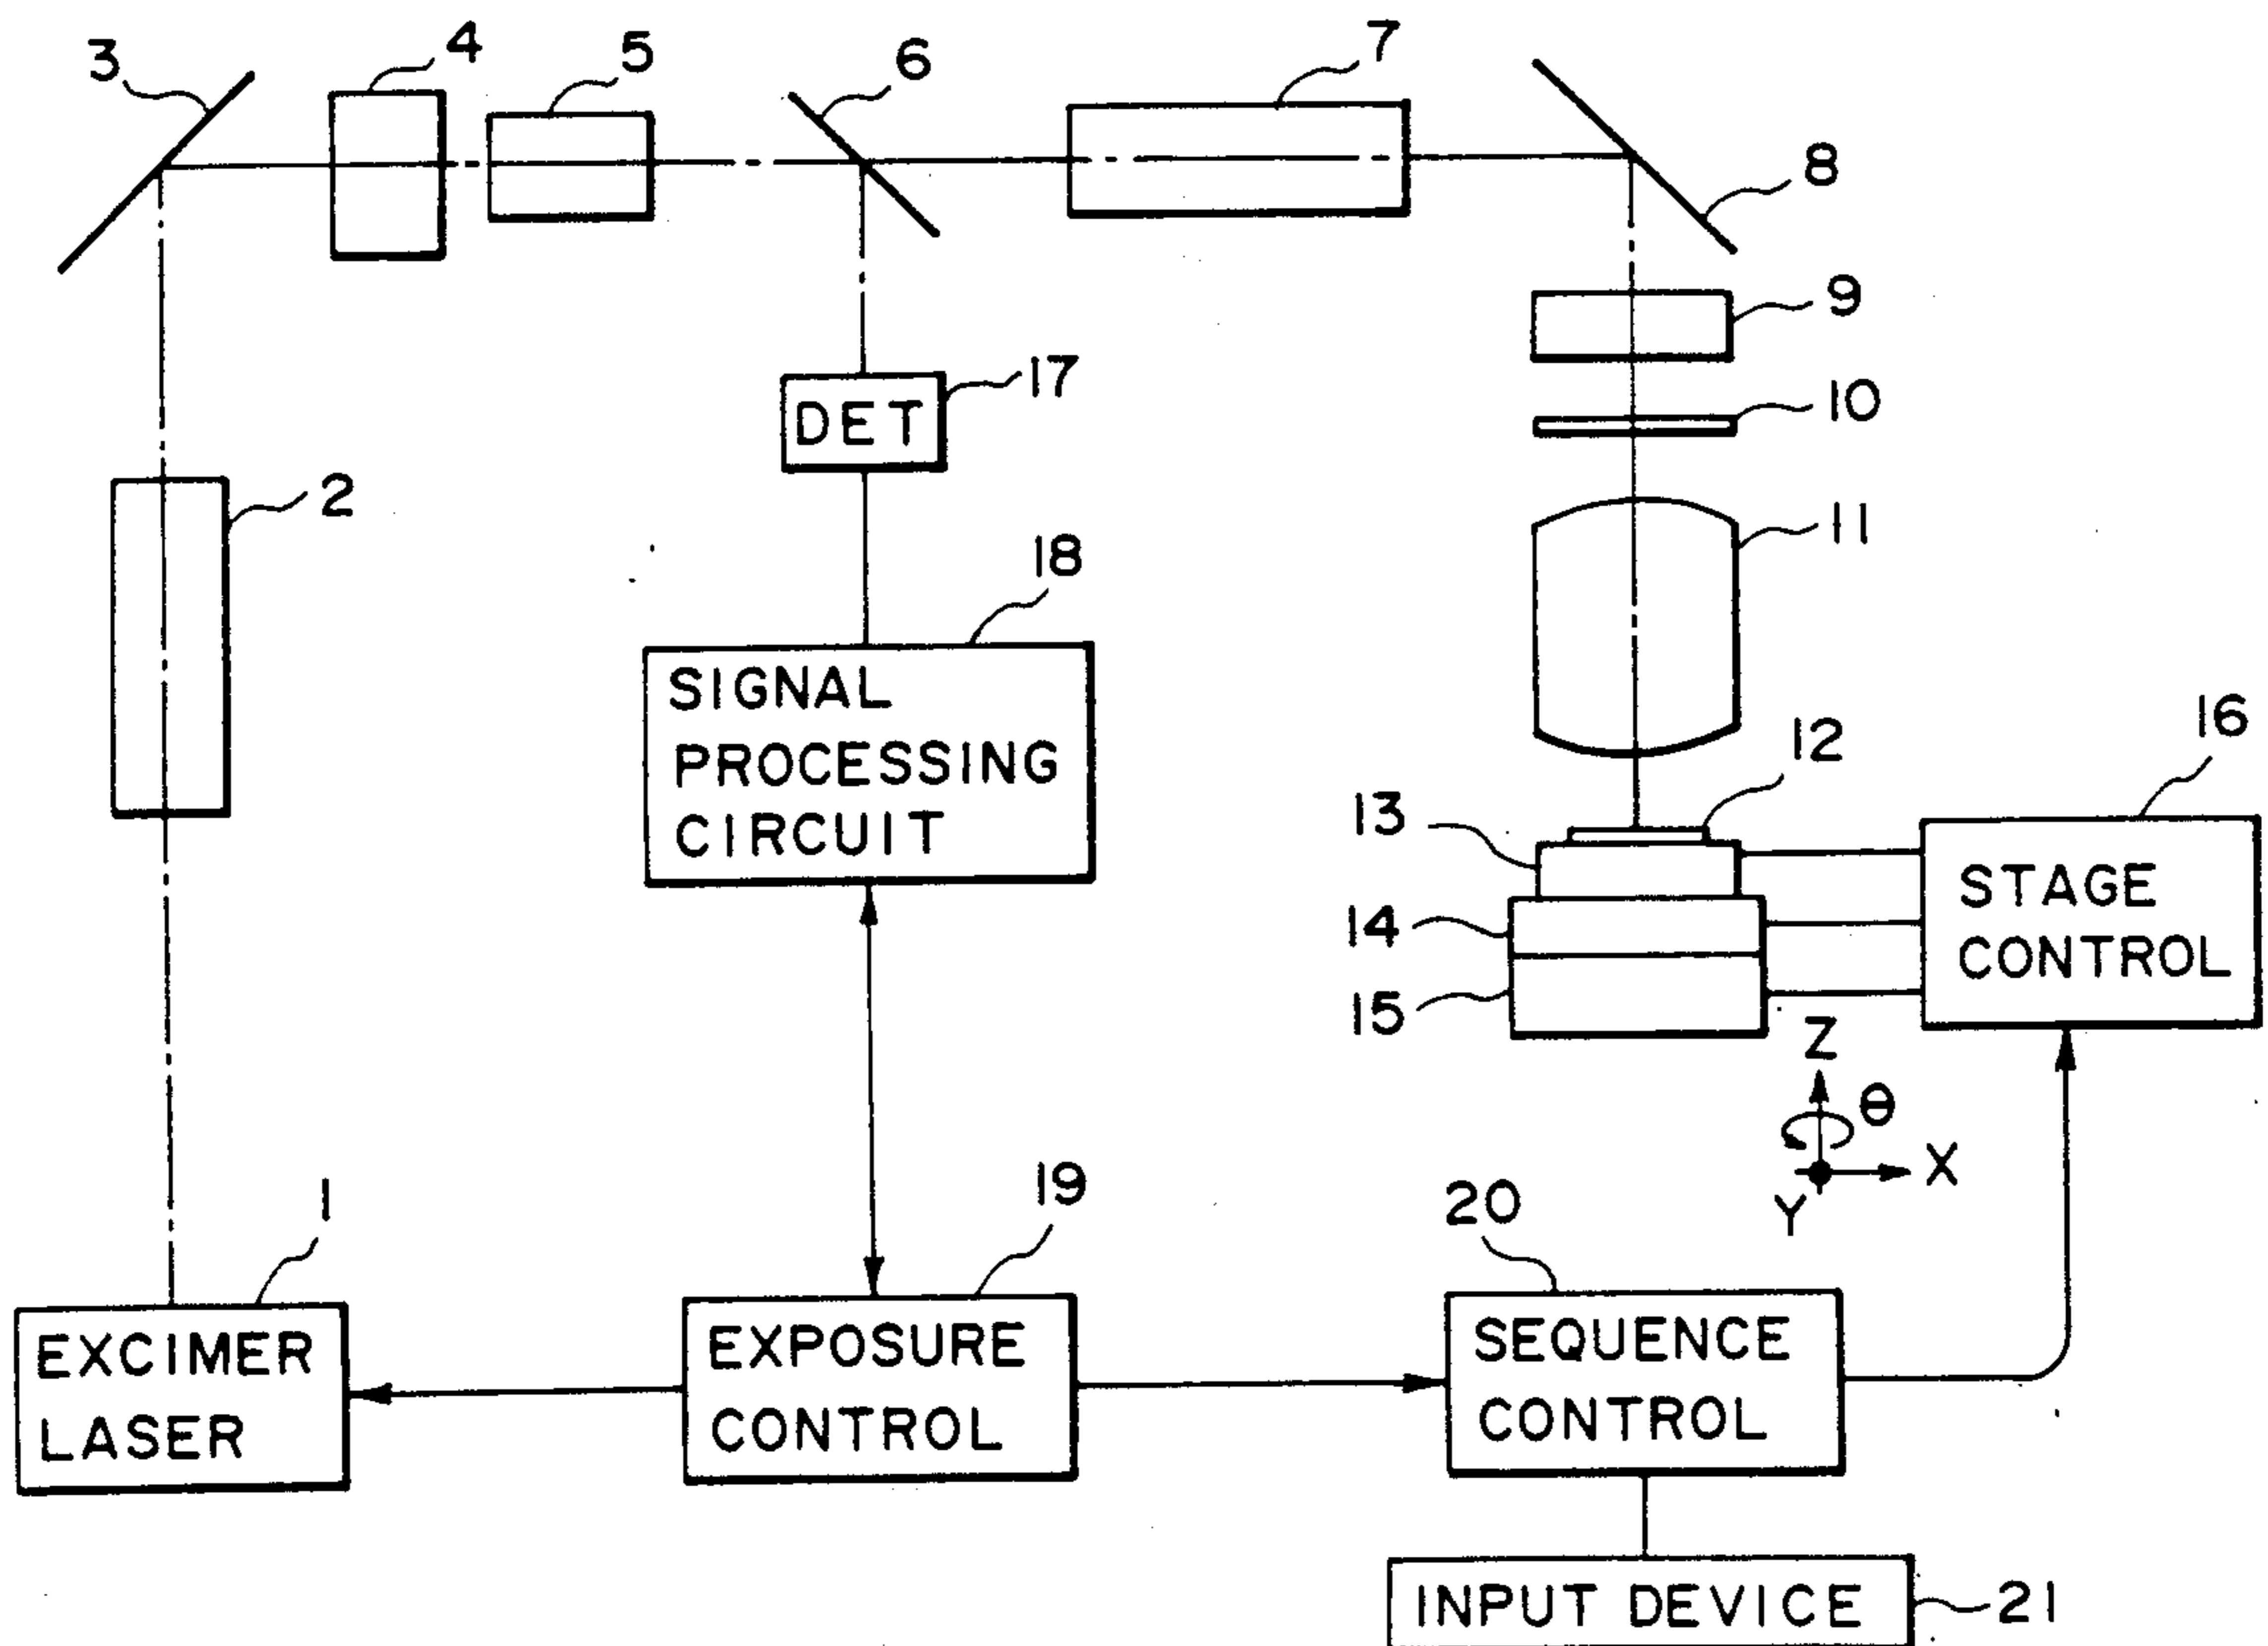 3
4
5
6
7
8
9
10
11
12
13
14
15
16
STAGE
CONTROL
2
17
DET
18
SIGNAL
PROCESSING
CIRCUIT
Z
θ
X
Y
1
EXCIMER
LASER
19
EXPOSURE
CONTROL
20
SEQUENCE
CONTROL
INPUT DEVICE
21